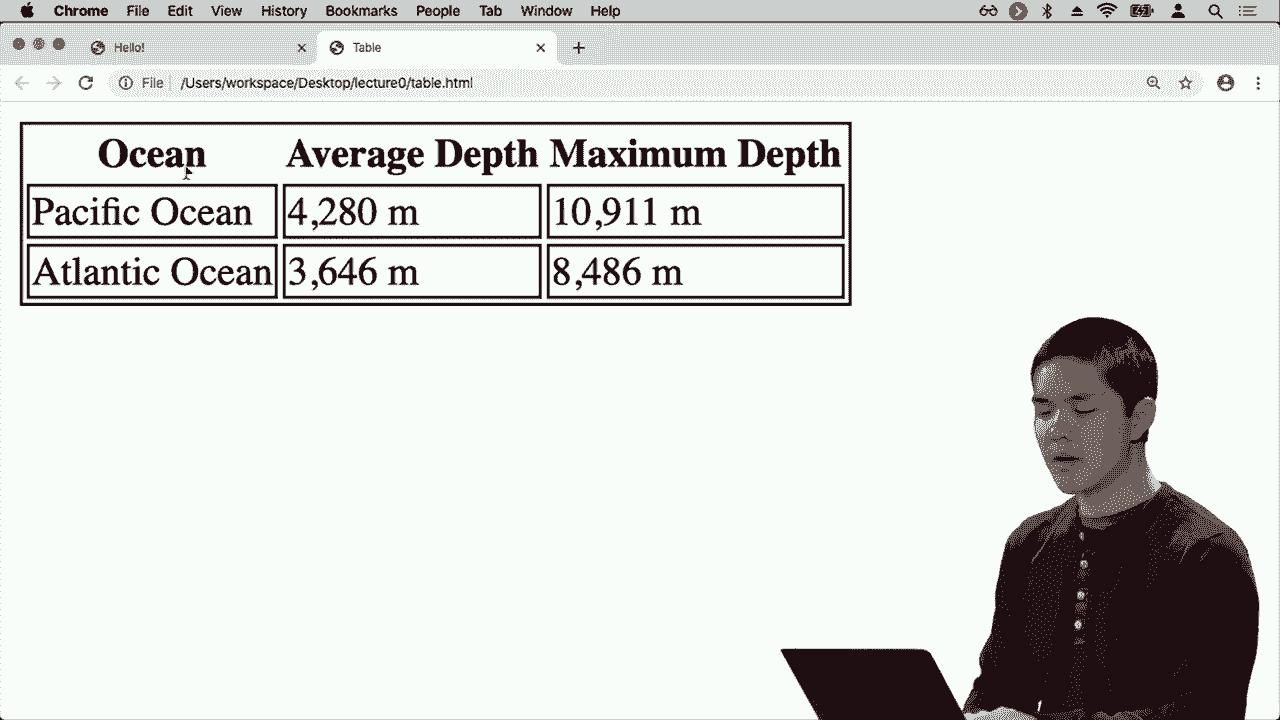 Chrome File Edit View History Bookmarks People Tab Window Help
Hello! Table
File /Users/workspace/Desktop/lecture0/table.html
Ocean Average Depth Maximum Depth
Pacific Ocean 4,280 m 10,911 m
Atlantic Ocean 3,646 m 8,486 m